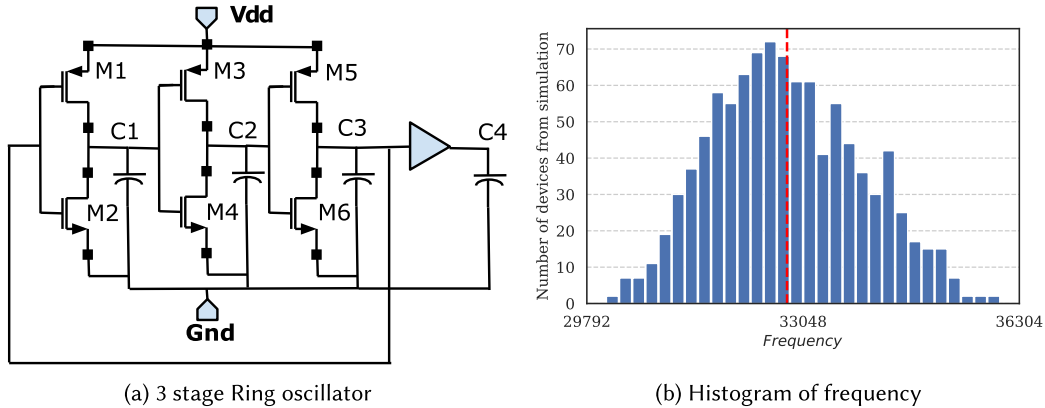 Vdd
M1
M3
M5
C1
C2
C3
C4
M2
M4
M6
Gnd
(a) 3 stage Ring oscillator
Number of devices from simulation
70
60
50
40
30
20
10
0
29792
33048
36304
Frequency
(b) Histogram of frequency